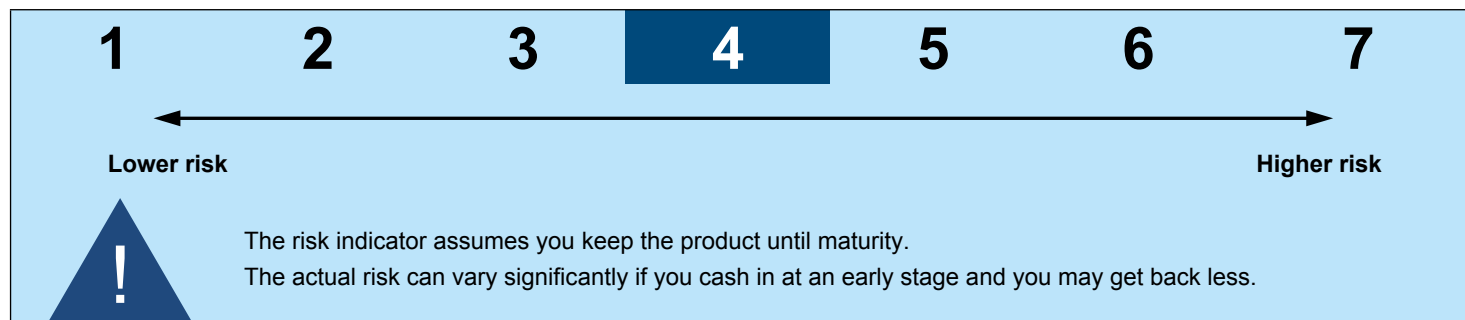 1 2 3 4 5 6 7
Lower risk Higher risk
!
The risk indicator assumes you keep the product until maturity.
The actual risk can vary significantly if you cash in at an early stage and you may get back less.